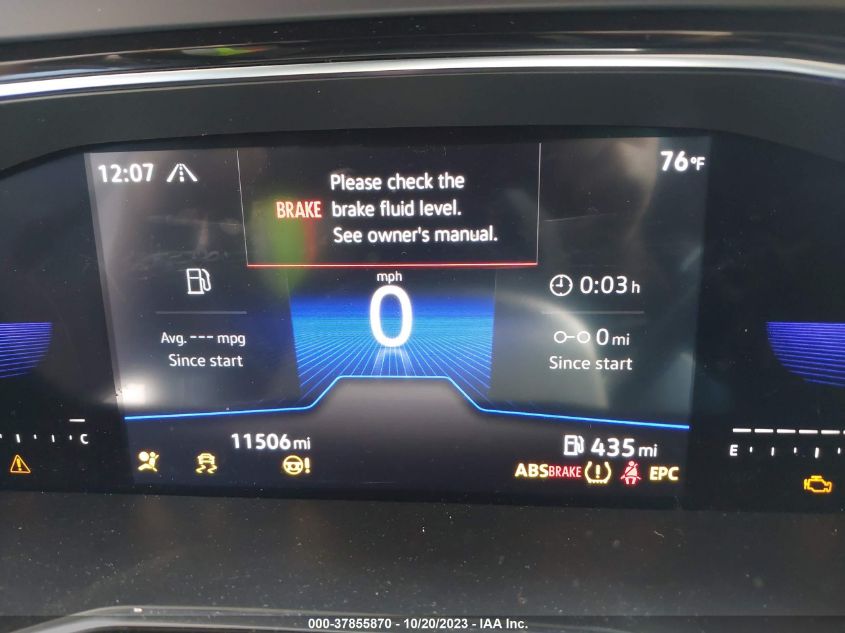 12:07
76°F
Please check the
BRAKE brake fluid level.
See owner's manual.
mph
0
0:03 h
Avg. --- mpg
Since start
0 mi
Since start
C
11506 mi
435 mi
E
ABS BRAKE EPC
000-37855870 - 10/20/2023 - IAA Inc.